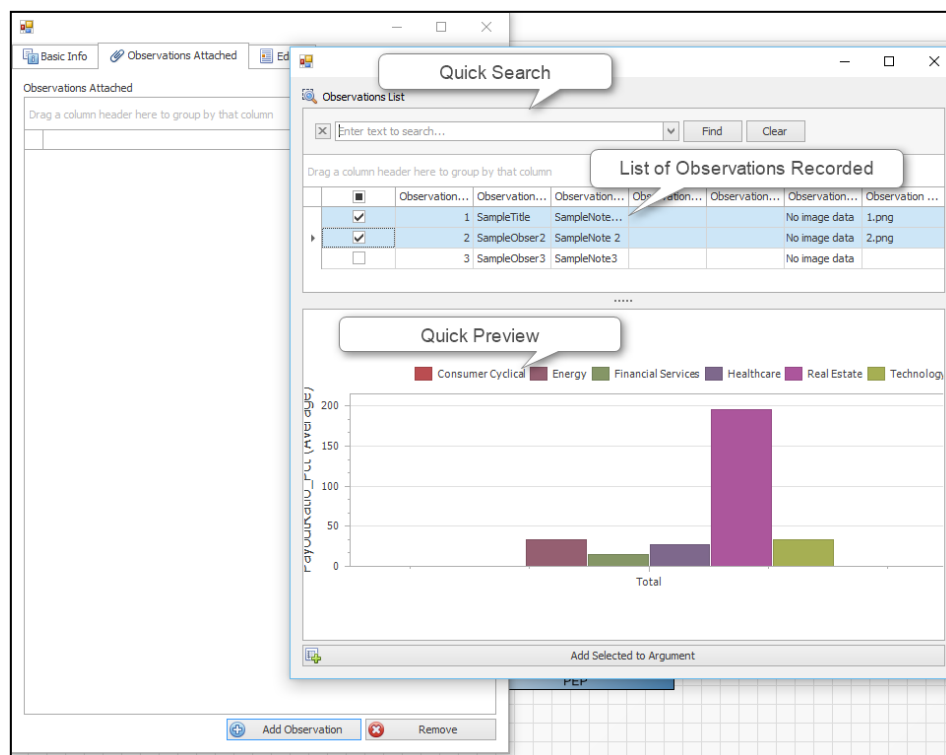 Basic Info
Observations Attached
Quick Search
Observations List
Observations Attached
Drag a column header here to group by that column
Enter text to search...
Find
Clear
Drag a column header here to group by that column
List of Observations Recorded
Observation... Observation... Observation... Observation... Observation... Observation... Observation ...
1 SampleTitle SampleNote... No image data 1.png
2 SampleObser2 SampleNote 2 No image data 2.png
3 SampleObser3 SampleNote3 No image data
Quick Preview
Consumer Cyclical Energy Financial Services Healthcare Real Estate Technology
PayoutRatio_Pct (Average)
200
150
100
50
0
Total
Add Selected to Argument
PEP
Add Observation
Remove